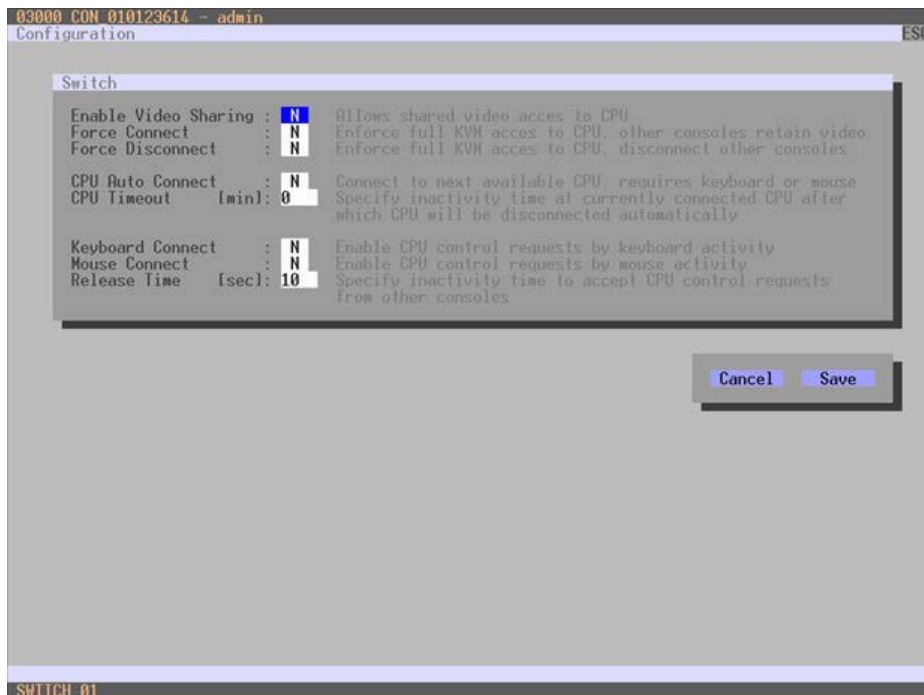 03000 CON_010123614 - admin
Configuration ES
Switch
Enable Video Sharing : N Allows shared video acces to CPU
Force Connect : N Enforce full KVM acces to CPU, other consoles retain video
Force Disconnect : N Enforce full KVM acces to CPU, disconnect other consoles
CPU Auto Connect : N Connect to next available CPU, requires keyboard or mouse
CPU Timeout [min]: 0 Specify inactivity time at currently connected CPU after
which CPU will be disconnected automatically
Keyboard Connect : N Enable CPU control requests by keyboard activity
Mouse Connect : N Enable CPU control requests by mouse activity
Release Time [sec]: 10 Specify inactivity time to accept CPU control requests
from other consoles
Cancel Save
SWITCH_01